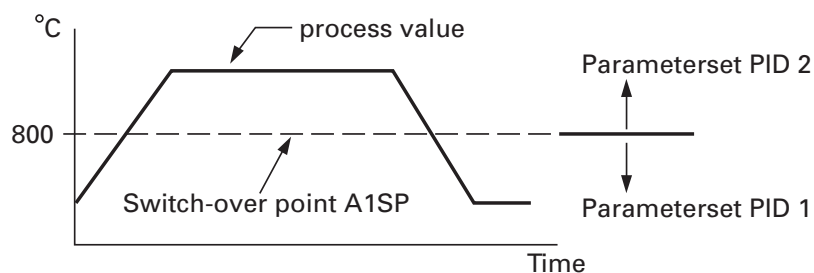 °C
process value
Parameterset PID 2
800
Switch-over point A1SP
Parameterset PID 1
Time